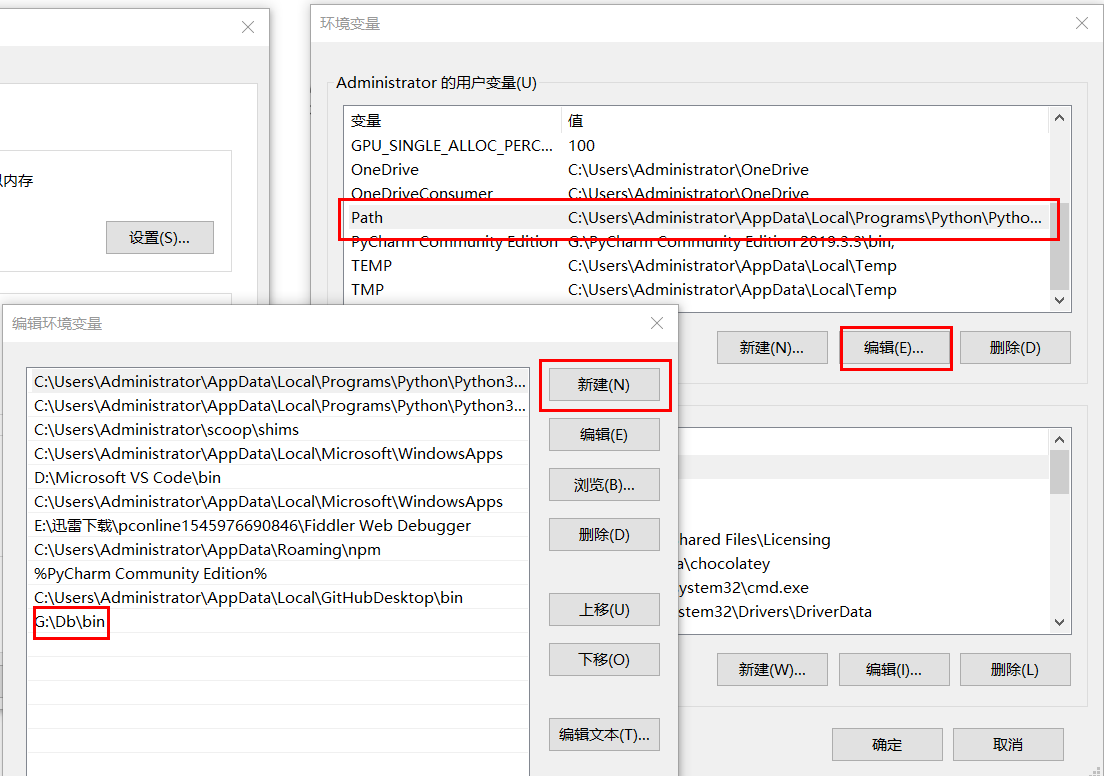 环境变量
Administrator 的用户变量(U)
变量 值
GPU_SINGLE_ALLOC_PERC... 100
OneDrive C:\Users\Administrator\OneDrive
OneDriveConsumer C:\Users\Administrator\OneDrive
Path C:\Users\Administrator\AppData\Local\Programs\Python\Pytho...
PyCharm Community Edition G:\PyCharm Community Edition 2019.3.3\bin;
TEMP C:\Users\Administrator\AppData\Local\Temp
TMP C:\Users\Administrator\AppData\Local\Temp
新建(N)... 编辑(E)... 删除(D)
内存
设置(S)...
编辑环境变量
C:\Users\Administrator\AppData\Local\Programs\Python\Python3...
C:\Users\Administrator\AppData\Local\Programs\Python\Python3...
C:\Users\Administrator\scoop\shims
C:\Users\Administrator\AppData\Local\Microsoft\WindowsApps
D:\Microsoft VS Code\bin
C:\Users\Administrator\AppData\Local\Microsoft\WindowsApps
E:\迅雷下载\pconline1545976690846\Fiddler Web Debugger
C:\Users\Administrator\AppData\Roaming\npm
%PyCharm Community Edition%
C:\Users\Administrator\AppData\Local\GitHubDesktop\bin
G:\Db\bin
新建(N)
编辑(E)
浏览(B)...
删除(D)
上移(U)
下移(O)
编辑文本(T)...
hared Files\Licensing
a\chocolatey
ystem32\cmd.exe
stem32\Drivers\DriverData
新建(W)... 编辑(I)... 删除(L)
确定 取消